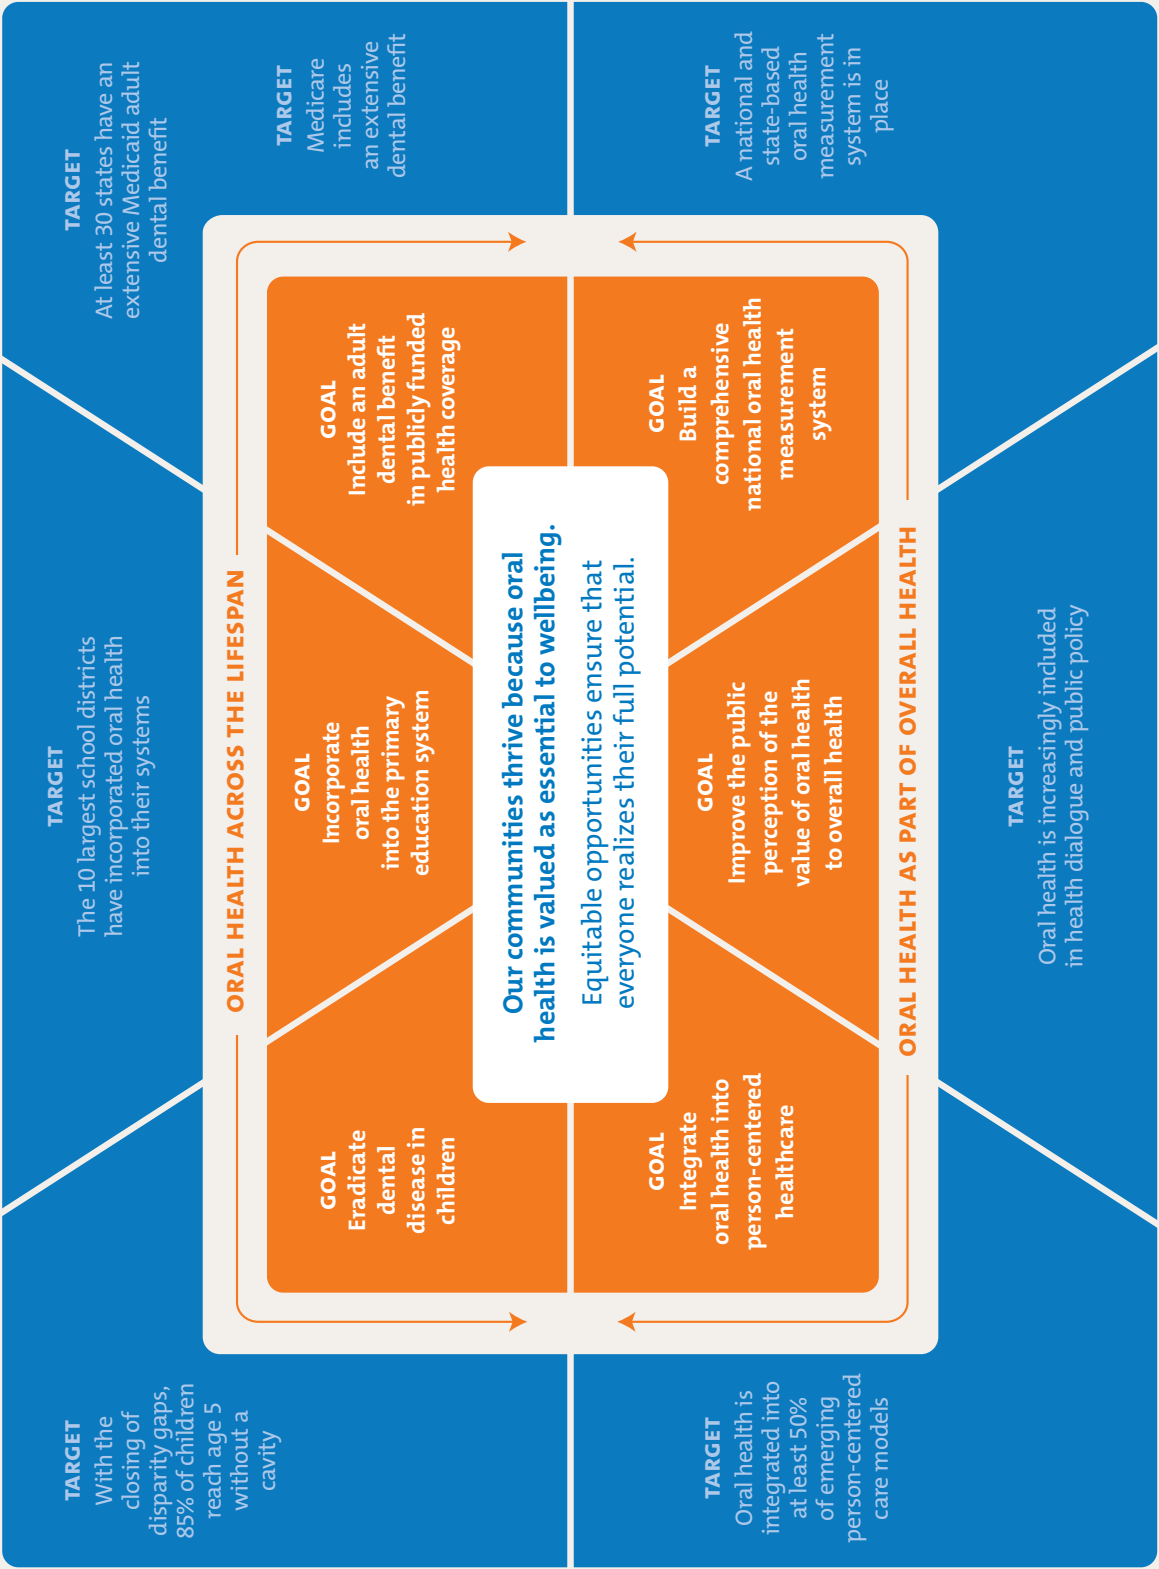 TARGET
With the
closing of
disparity gaps,
85% of children
reach age 5
without a
cavity
TARGET
The 10 largest school districts
have incorporated oral health
into their systems
TARGET
At least 30 states have an
extensive Medicaid adult
dental benefit
TARGET
Medicare
includes
an extensive
dental benefit
ORAL HEALTH ACROSS THE LIFESPAN
GOAL
Eradicate
dental
disease in
children
GOAL
Incorporate
oral health
into the primary
education system
GOAL
Include an adult
dental benefit
in publicly funded
health coverage
Our communities thrive because oral
health is valued as essential to wellbeing.
Equitable opportunities ensure that
everyone realizes their full potential.
GOAL
Integrate
oral health into
person-centered
healthcare
GOAL
Improve the public
perception of the
value of oral health
to overall health
GOAL
Build a
comprehensive
national oral health
measurement
system
ORAL HEALTH AS PART OF OVERALL HEALTH
TARGET
Oral health is
integrated into
at least 50%
of emerging
person-centered
care models
TARGET
Oral health is increasingly included
in health dialogue and public policy
TARGET
A national and
state-based
oral health
measurement
system is in
place